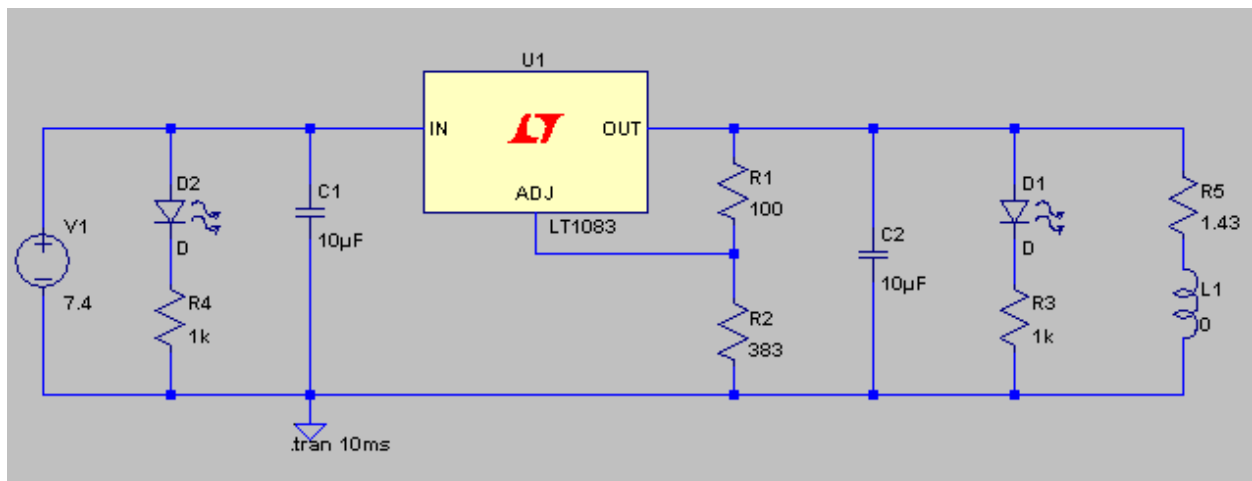 U1
IN
OUT
ADJ
LT1083
V1
7.4
D2
D
R4
1k
C1
10µF
R1
100
R2
383
C2
10µF
D1
D
R3
1k
R5
1.43
L1
0
.tran 10ms